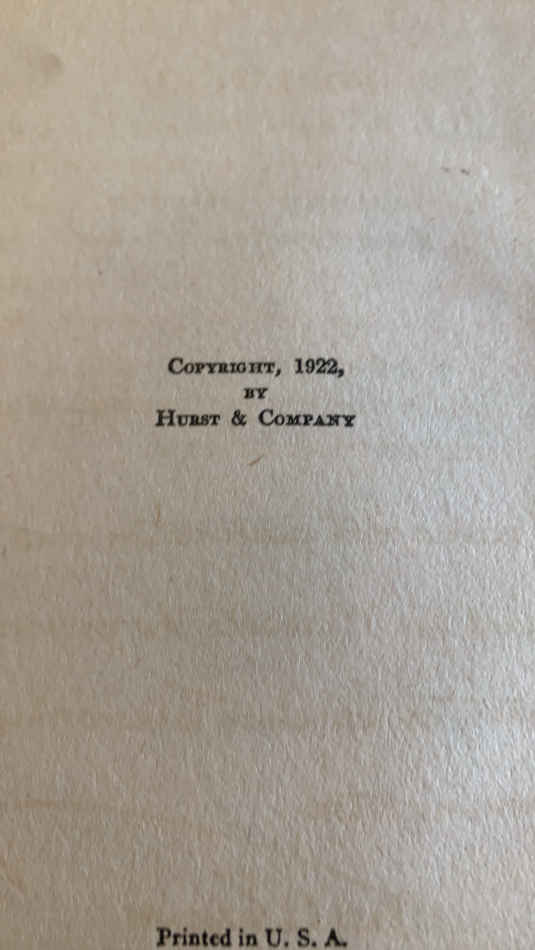 Copyright, 1922,
by
Hurst & Company
Printed in U. S. A.